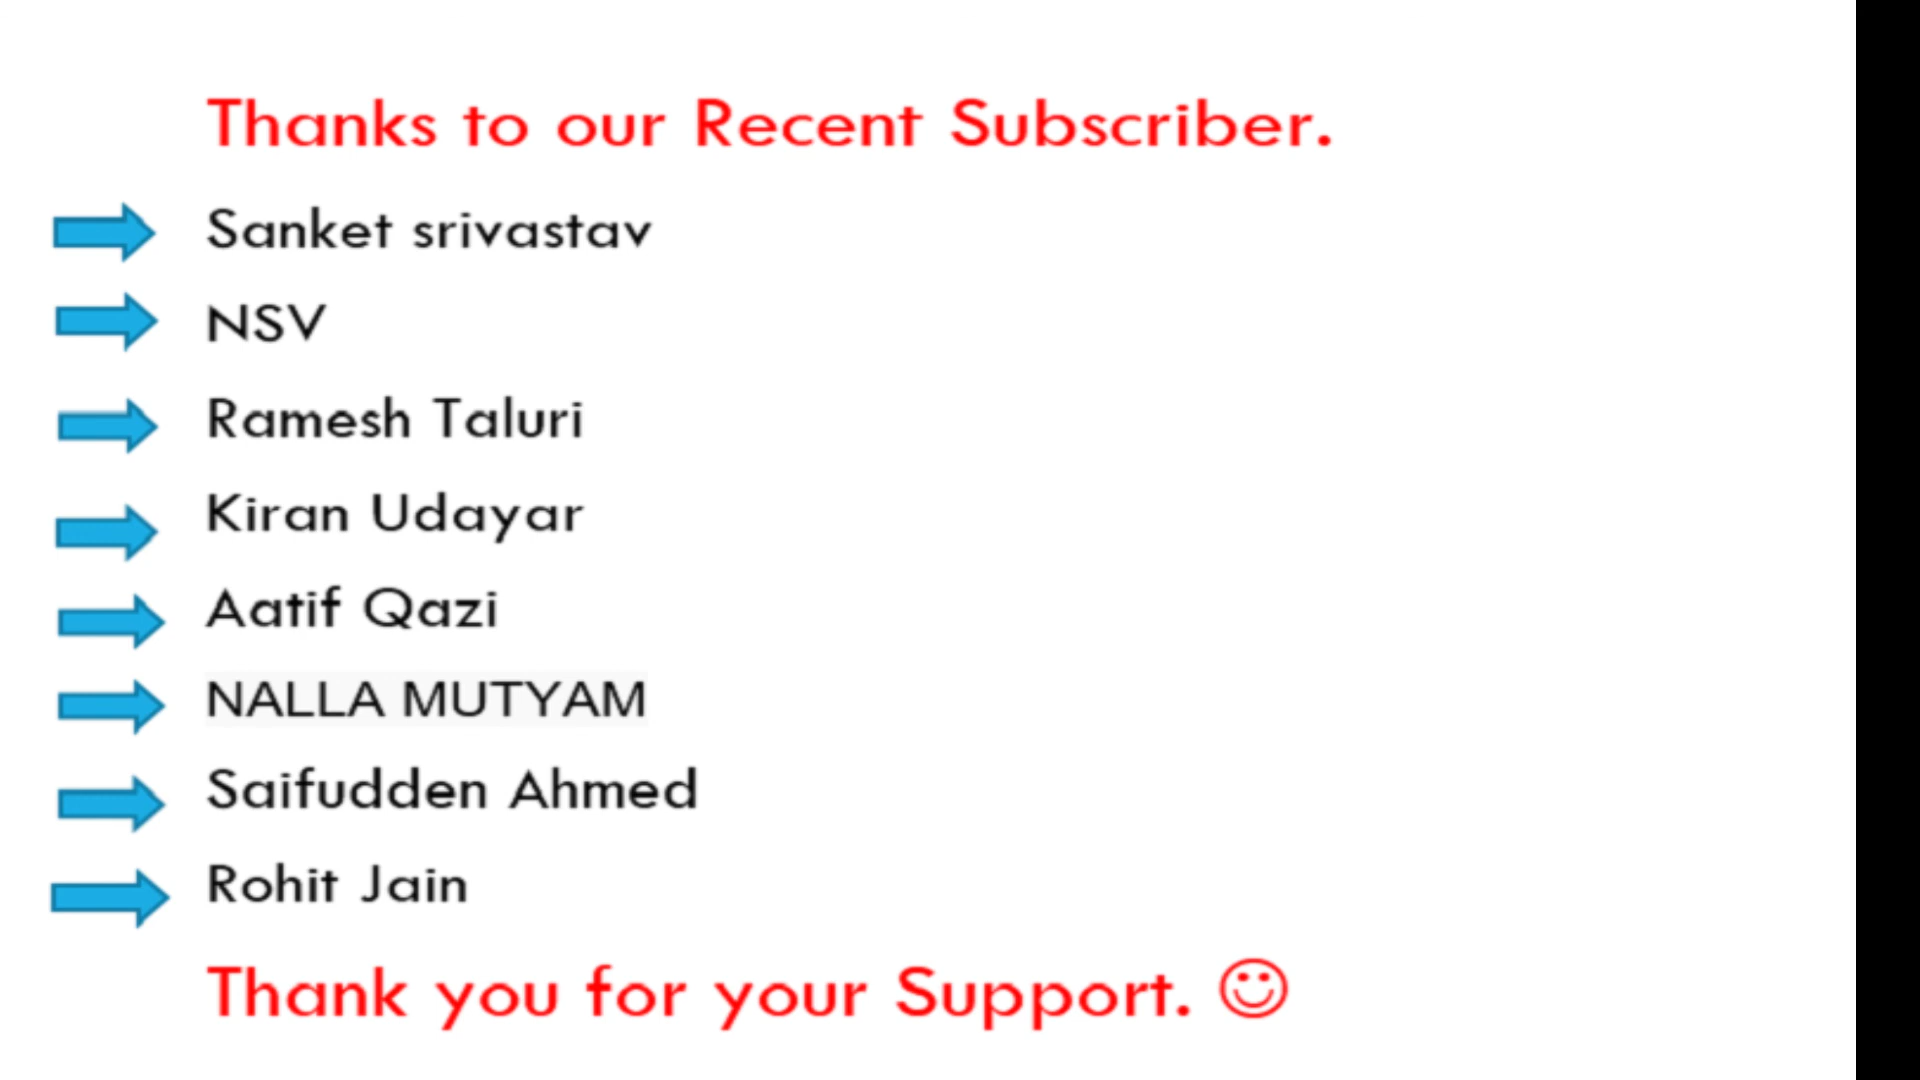 Thanks to our Recent Subscriber.
Sanket srivastav
NSV
Ramesh Taluri
Kiran Udayar
Aatif Qazi
NALLA MUTYAM
Saifudden Ahmed
Rohit Jain
Thank you for your Support. ☺